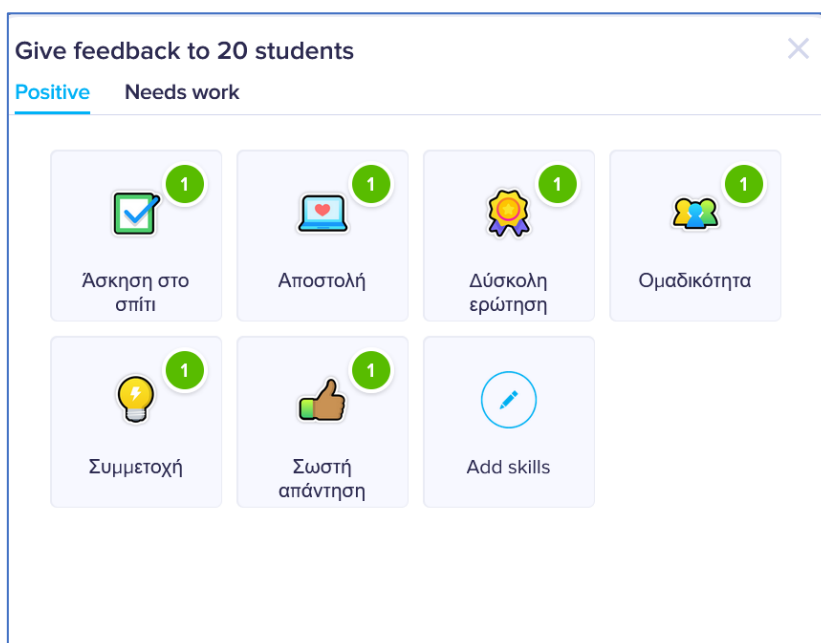 Give feedback to 20 students
Positive Needs work
1 1 1 1
Άσκηση στο
σπίτι
Αποστολή
Δύσκολη
ερώτηση
Ομαδικότητα
1 1
Συμμετοχή
Σωστή
απάντηση
Add skills